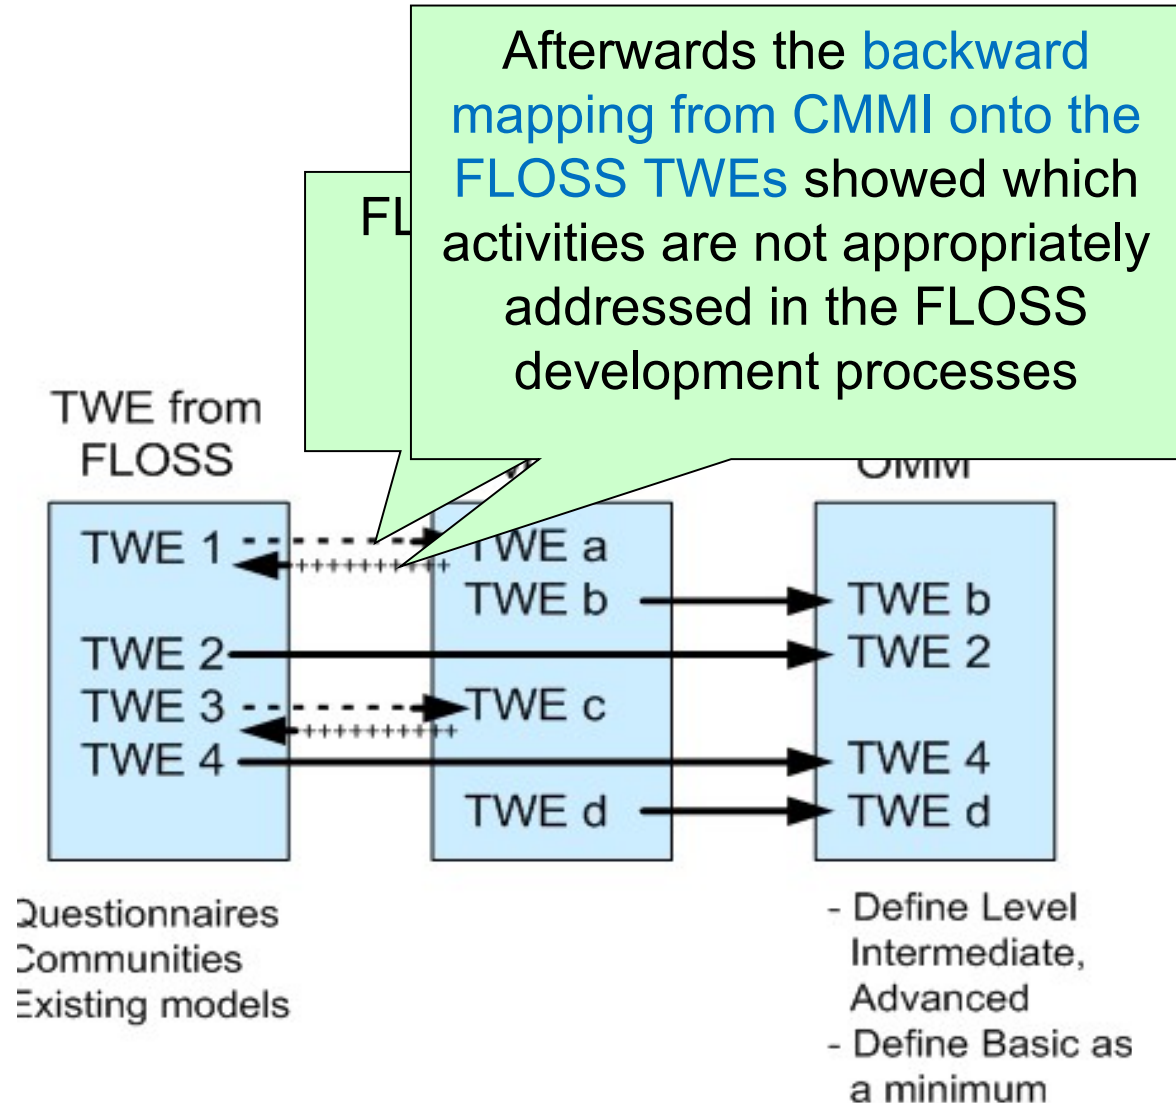 Afterwards the backward
mapping from CMMI onto the
FLOSS TWEs showed which
activities are not appropriately
addressed in the FLOSS
development processes
TWE from
FLOSS
OMM
TWE 1
TWE 2
TWE 3
TWE 4
TWE a
TWE b
TWE c
TWE d
TWE b
TWE 2
TWE 4
TWE d
Questionnaires
Communities
Existing models
- Define Level
Intermediate,
Advanced
- Define Basic as
a minimum